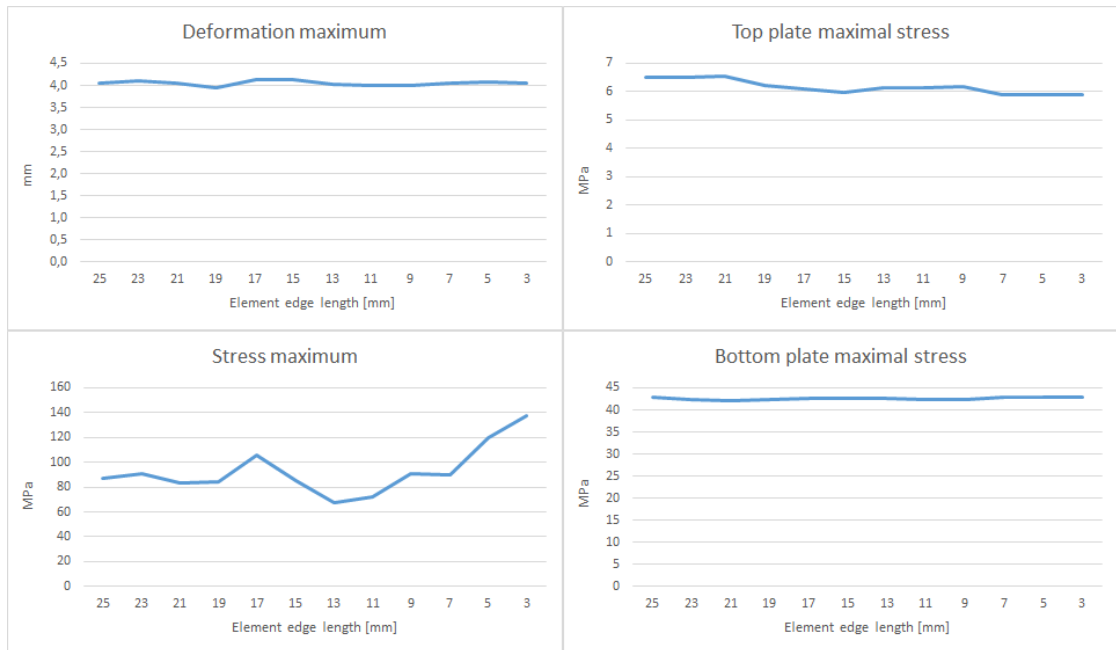 Deformation maximum
4,5
4,0
3,5
3,0
2,5
2,0
1,5
1,0
0,5
0,0
mm
25 23 21 19 17 15 13 11 9 7 5 3
Element edge length [mm]
Top plate maximal stress
7
6
5
4
3
2
1
0
MPa
25 23 21 19 17 15 13 11 9 7 5 3
Element edge length [mm]
Stress maximum
160
140
120
100
80
60
40
20
0
MPa
25 23 21 19 17 15 13 11 9 7 5 3
Element edge length [mm]
Bottom plate maximal stress
45
40
35
30
25
20
15
10
5
0
MPa
25 23 21 19 17 15 13 11 9 7 5 3
Element edge length [mm]